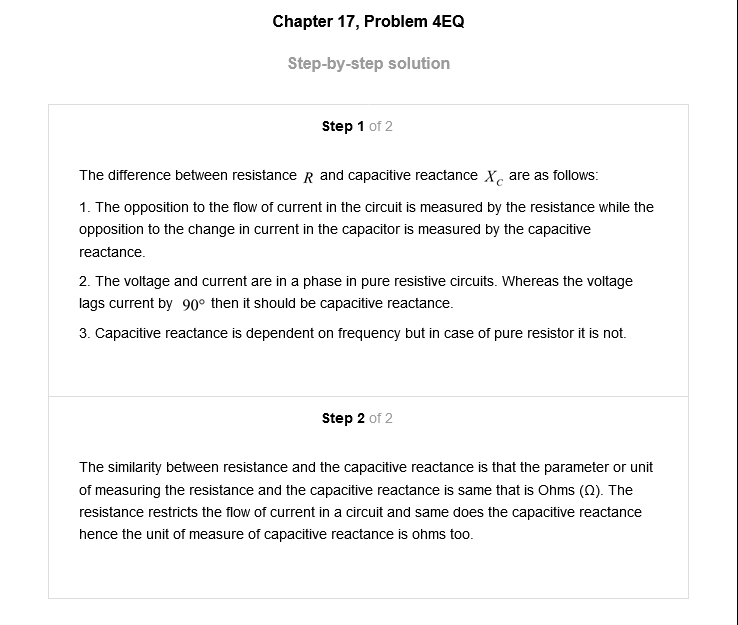 Chapter 17, Problem 4EQ
Step-by-step solution
Step 1 of 2
The difference between resistance R and capacitive reactance X_C are as follows:
1. The opposition to the flow of current in the circuit is measured by the resistance while the
opposition to the change in current in the capacitor is measured by the capacitive
reactance.
2. The voltage and current are in a phase in pure resistive circuits. Whereas the voltage
lags current by 90° then it should be capacitive reactance.
3. Capacitive reactance is dependent on frequency but in case of pure resistor it is not.
Step 2 of 2
The similarity between resistance and the capacitive reactance is that the parameter or unit
of measuring the resistance and the capacitive reactance is same that is Ohms (Ω). The
resistance restricts the flow of current in a circuit and same does the capacitive reactance
hence the unit of measure of capacitive reactance is ohms too.